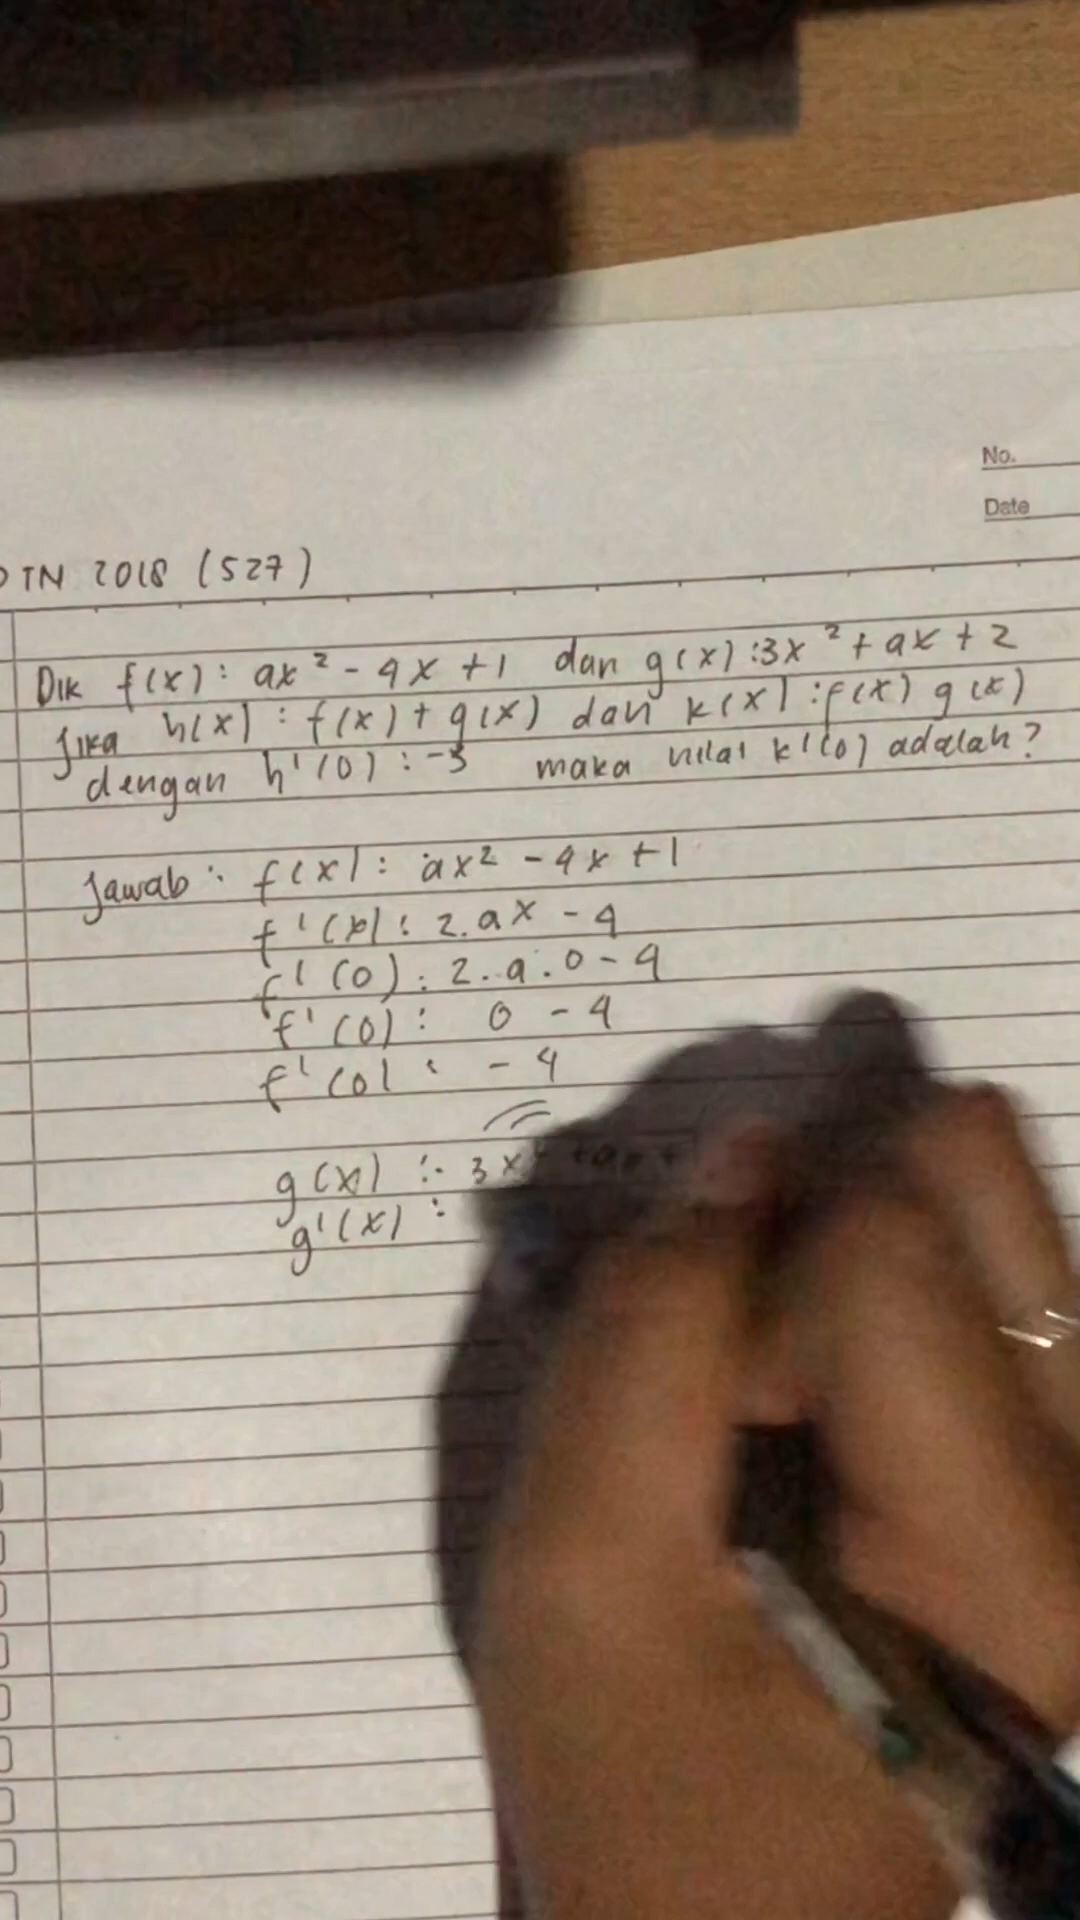 No.
Date
TN 2018 (527)
Dik f(x) : ax² - 4x + 1 dan g(x) : 3x² + ax + 2
Jika h(x) : f(x) + g(x) dan k(x) : f(x) g(x)
dengan h'(0) : -3 maka nilai k'(0) adalah?
Jawab : f(x) : ax² - 4x + 1
f'(x) : 2.ax - 4
f'(0) : 2.a.0 - 4
f'(0) : 0 - 4
f'(0) : - 4
g(x) : 3x² + ax +
g'(x) :